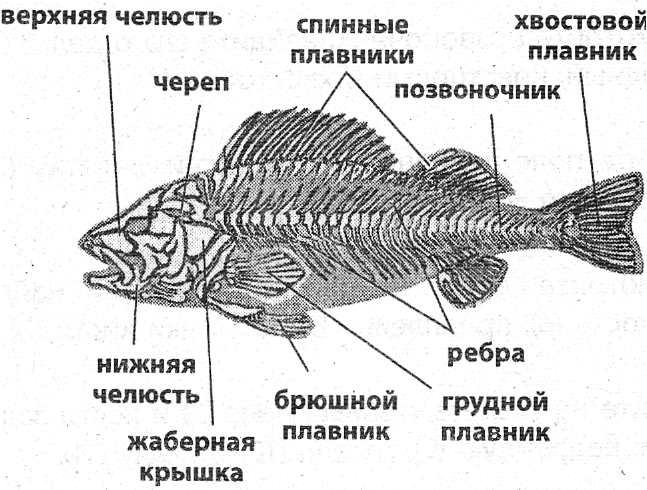 верхняя челюсть
череп
спинные
плавники
хвостовой
плавник
позвоночник
ребра
нижняя
челюсть
жаберная
крышка
брюшной
плавник
грудной
плавник